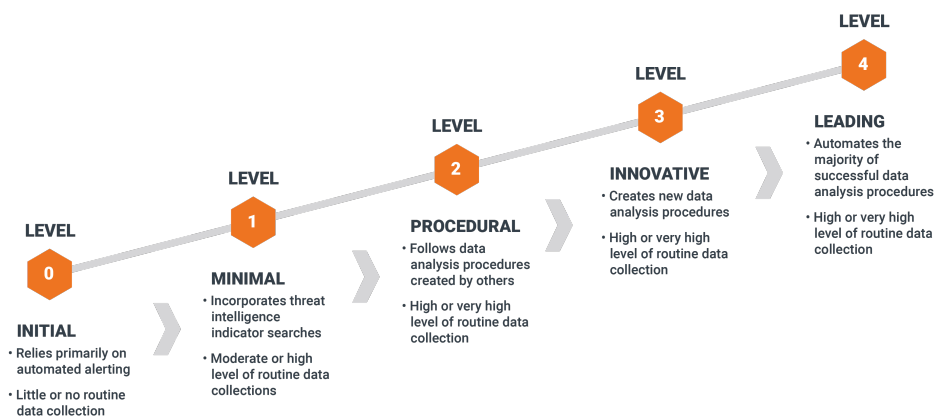 LEVEL
0
INITIAL
• Relies primarily on
automated alerting
• Little or no routine
data collection
LEVEL
1
MINIMAL
• Incorporates threat
intelligence
indicator searches
• Moderate or high
level of routine data
collections
LEVEL
2
PROCEDURAL
• Follows data
analysis procedures
created by others
• High or very high
level of routine data
collection
LEVEL
3
INNOVATIVE
• Creates new data
analysis procedures
• High or very high
level of routine data
collection
LEVEL
4
LEADING
• Automates the
majority of
successful data
analysis procedures
• High or very high
level of routine data
collection